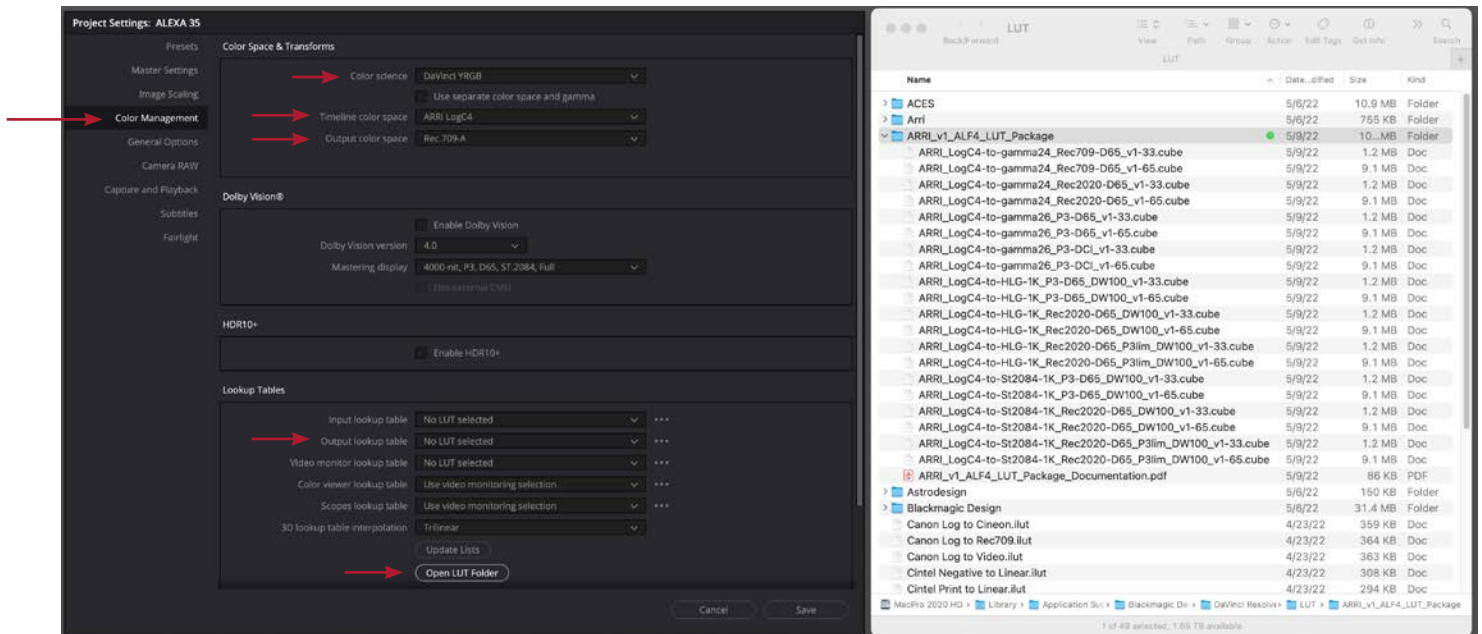 Project Settings: ALEXA 35
Presets
Master Settings
Image Scaling
Color Management
General Options
Camera RAW
Capture and Playback
Subtitles
Fairlight
Color Space & Transforms
Color science DaVinci YRGB
Use separate color space and gamma
Timeline color space ARRI LogC4
Output color space Rec.709-A
Dolby Vision®
Enable Dolby Vision
Dolby Vision version 4.0
Mastering display 4000-nit, P3, D65, ST.2084, Full
Use external CMU
HDR10+
Enable HDR10+
Lookup Tables
Input lookup table No LUT selected
Output lookup table No LUT selected
Video monitor lookup table No LUT selected
Color viewer lookup table Use video monitoring selection
Scopes lookup table Use video monitoring selection
3D lookup table interpolation Trilinear
Update Lists
Open LUT Folder
Cancel Save
LUT
Back/Forward View Path Group Action Edit Tags Get Info Search
LUT
Name Date...dified Size Kind
ACES 5/6/22 10.9 MB Folder
Arri 5/6/22 755 KB Folder
ARRI_v1_ALF4_LUT_Package 5/9/22 10...MB Folder
ARRI_LogC4-to-gamma24_Rec709-D65_v1-33.cube 5/9/22 1.2 MB Doc
ARRI_LogC4-to-gamma24_Rec709-D65_v1-65.cube 5/9/22 9.1 MB Doc
ARRI_LogC4-to-gamma24_Rec2020-D65_v1-33.cube 5/9/22 1.2 MB Doc
ARRI_LogC4-to-gamma24_Rec2020-D65_v1-65.cube 5/9/22 9.1 MB Doc
ARRI_LogC4-to-gamma26_P3-D65_v1-33.cube 5/9/22 1.2 MB Doc
ARRI_LogC4-to-gamma26_P3-D65_v1-65.cube 5/9/22 9.1 MB Doc
ARRI_LogC4-to-gamma26_P3-DCI_v1-33.cube 5/9/22 1.2 MB Doc
ARRI_LogC4-to-gamma26_P3-DCI_v1-65.cube 5/9/22 9.1 MB Doc
ARRI_LogC4-to-HLG-1K_P3-D65_DW100_v1-33.cube 5/9/22 1.2 MB Doc
ARRI_LogC4-to-HLG-1K_P3-D65_DW100_v1-65.cube 5/9/22 9.1 MB Doc
ARRI_LogC4-to-HLG-1K_Rec2020-D65_DW100_v1-33.cube 5/9/22 1.2 MB Doc
ARRI_LogC4-to-HLG-1K_Rec2020-D65_DW100_v1-65.cube 5/9/22 9.1 MB Doc
ARRI_LogC4-to-HLG-1K_Rec2020-D65_P3lim_DW100_v1-33.cube 5/9/22 1.2 MB Doc
ARRI_LogC4-to-HLG-1K_Rec2020-D65_P3lim_DW100_v1-65.cube 5/9/22 9.1 MB Doc
ARRI_LogC4-to-St2084-1K_P3-D65_DW100_v1-33.cube 5/9/22 1.2 MB Doc
ARRI_LogC4-to-St2084-1K_P3-D65_DW100_v1-65.cube 5/9/22 9.1 MB Doc
ARRI_LogC4-to-St2084-1K_Rec2020-D65_DW100_v1-33.cube 5/9/22 1.2 MB Doc
ARRI_LogC4-to-St2084-1K_Rec2020-D65_DW100_v1-65.cube 5/9/22 9.1 MB Doc
ARRI_LogC4-to-St2084-1K_Rec2020-D65_P3lim_DW100_v1-33.cube 5/9/22 1.2 MB Doc
ARRI_LogC4-to-St2084-1K_Rec2020-D65_P3lim_DW100_v1-65.cube 5/9/22 9.1 MB Doc
ARRI_v1_ALF4_LUT_Package_Documentation.pdf 5/9/22 86 KB PDF
Astrodesign 5/6/22 150 KB Folder
Blackmagic Design 5/6/22 31.4 MB Folder
Canon Log to Cineon.ilut 4/23/22 359 KB Doc
Canon Log to Rec709.ilut 4/23/22 364 KB Doc
Canon Log to Video.ilut 4/23/22 363 KB Doc
Cintel Negative to Linear.ilut 4/23/22 308 KB Doc
Cintel Print to Linear.ilut 4/23/22 294 KB Doc
MacPro 2020 HD Library Application Su Blackmagic De DaVinci Resolve LUT ARRI_v1_ALF4_LUT_Package
1 of 49 selected, 1.69 TB available